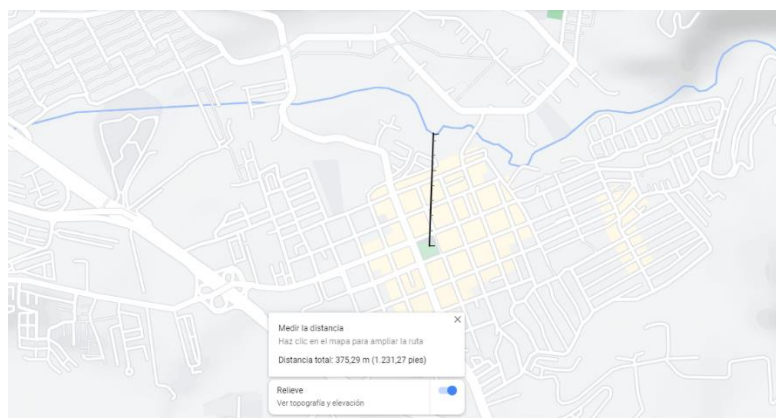 Medir la distancia
Haz clic en el mapa para ampliar la ruta
Distancia total: 375,29 m (1.231,27 pies)
Relieve
Ver topografía y elevación